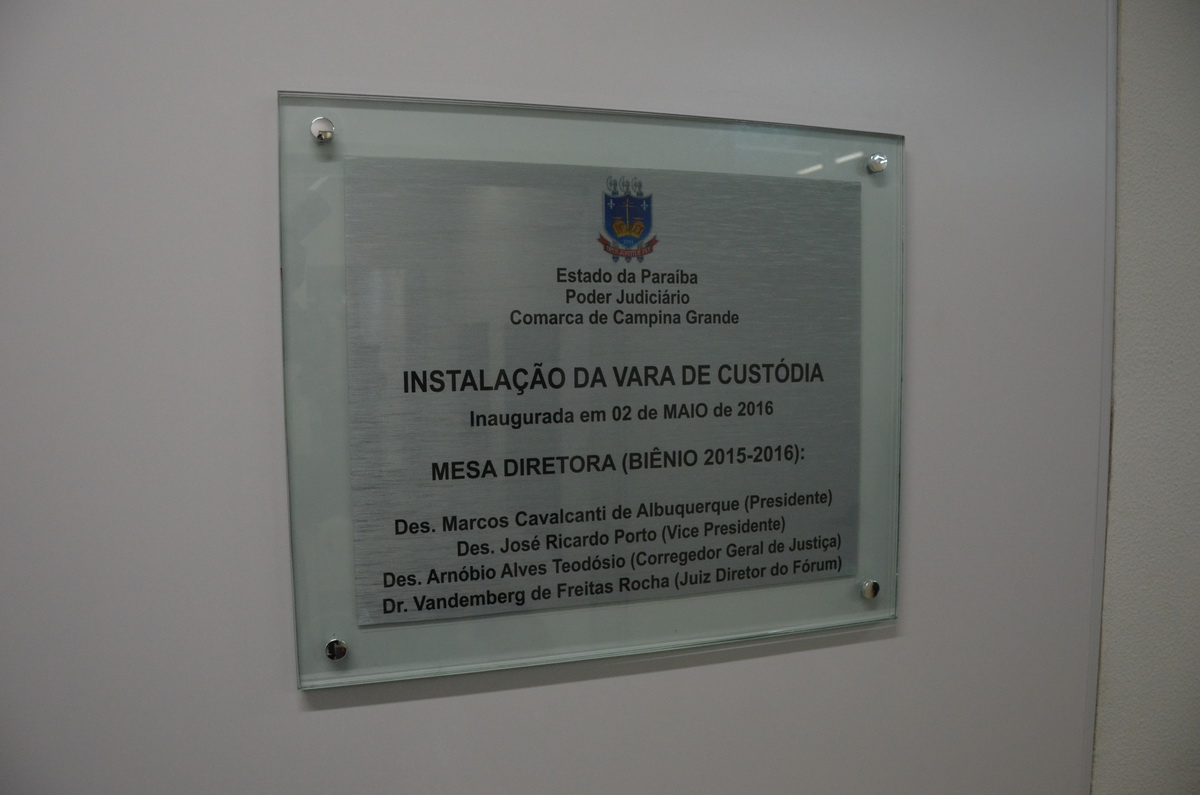 Estado da Paraíba
Poder Judiciário
Comarca de Campina Grande
INSTALAÇÃO DA VARA DE CUSTÓDIA
Inaugurada em 02 de MAIO de 2016
MESA DIRETORA (BIÊNIO 2015-2016):
Des. Marcos Cavalcanti de Albuquerque (Presidente)
Des. José Ricardo Porto (Vice Presidente)
Des. Arnóbio Alves Teodósio (Corregedor Geral de Justiça)
Dr. Vandemberg de Freitas Rocha (Juiz Diretor do Fórum)